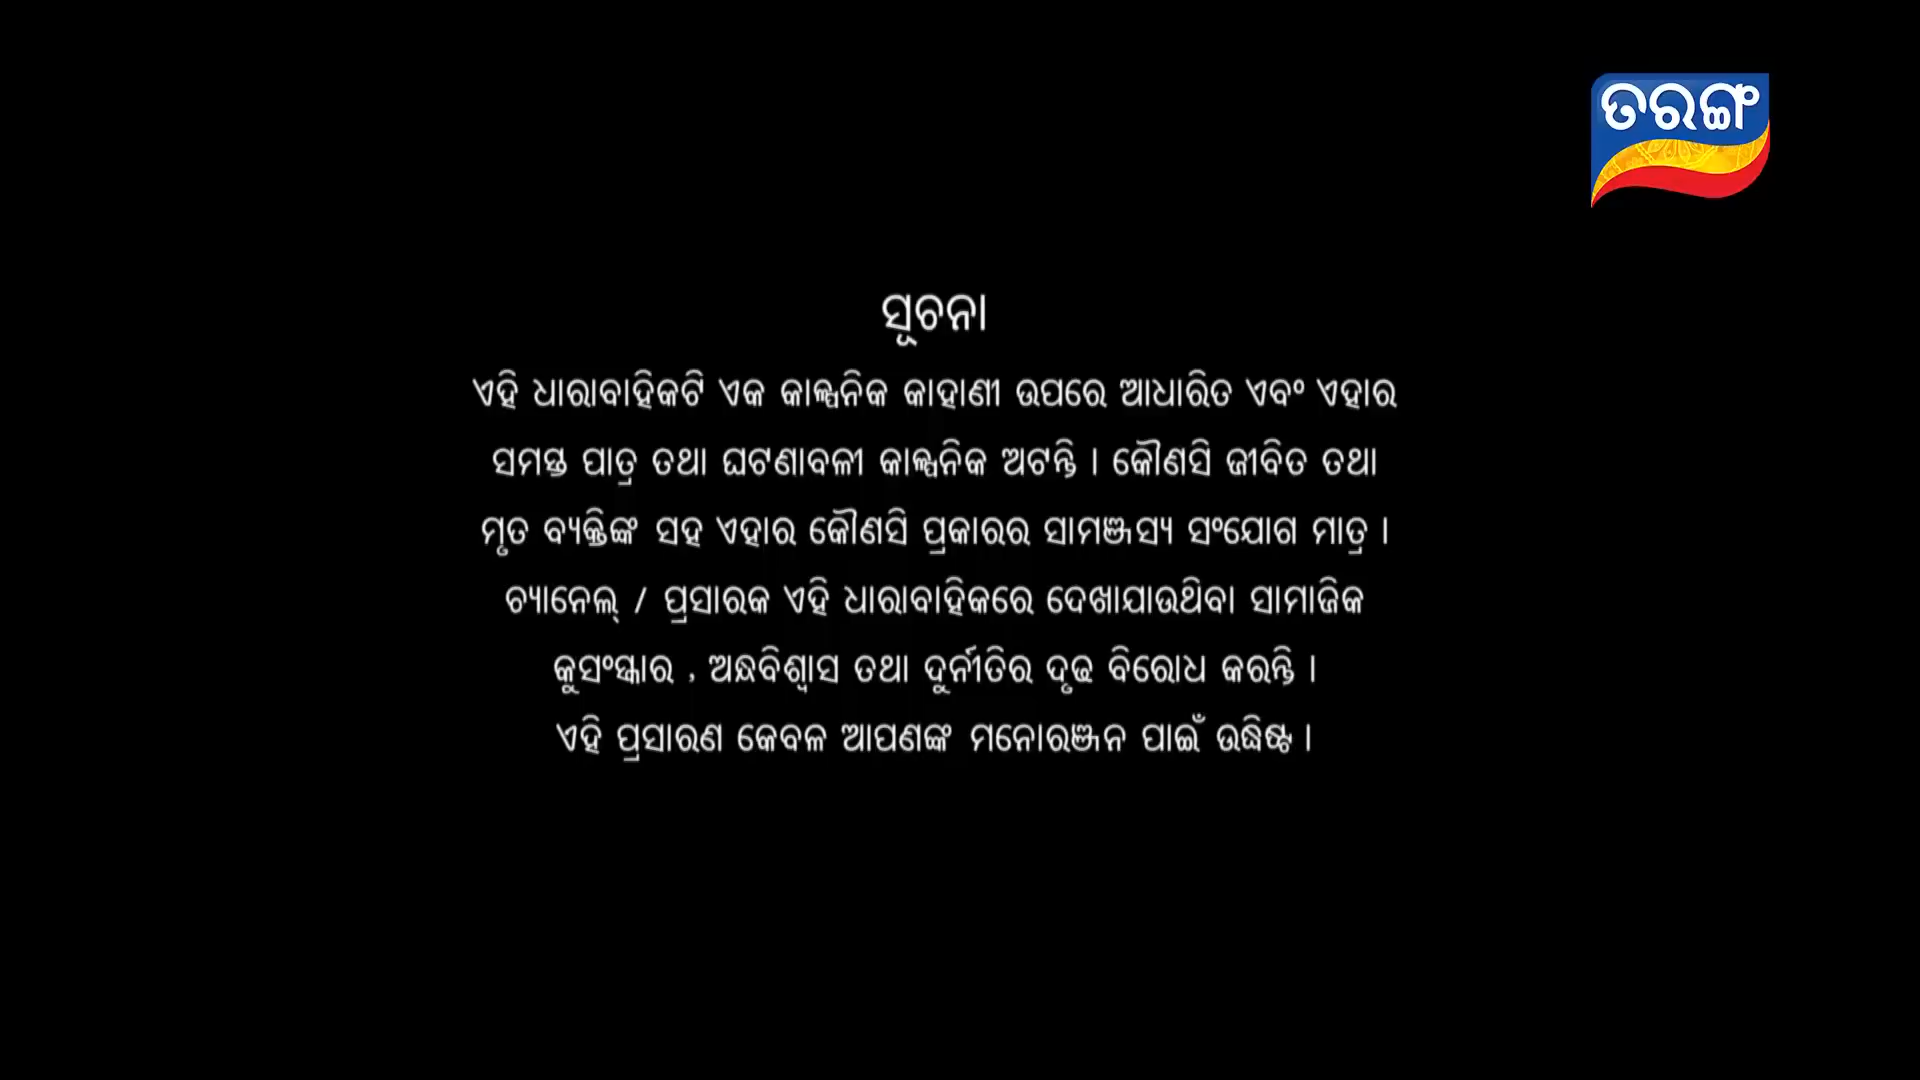 ତରଙ୍ଗ
ସୂଚନା
ଏହି ଧାରାବାହିକଟି ଏକ କାଳ୍ପନିକ କାହାଣୀ ଉପରେ ଆଧାରିତ ଏବଂ ଏହାର
ସମସ୍ତ ପାତ୍ର ତଥା ଘଟଣାବଳୀ କାଳ୍ପନିକ ଅଟନ୍ତି । କୌଣସି ଜୀବିତ ତଥା
ମୃତ ବ୍ୟକ୍ତିଙ୍କ ସହ ଏହାର କୌଣସି ପ୍ରକାରର ସାମଞ୍ଜସ୍ୟ ସଂଯୋଗ ମାତ୍ର ।
ଚ୍ୟାନେଲ୍ / ପ୍ରସାରକ ଏହି ଧାରାବାହିକରେ ଦେଖାଯାଉଥିବା ସାମାଜିକ
କୁସଂସ୍କାର , ଅନ୍ଧବିଶ୍ୱାସ ତଥା ଦୁର୍ନୀତିର ଦୃଢ ବିରୋଧ କରନ୍ତି ।
ଏହି ପ୍ରସାରଣ କେବଳ ଆପଣଙ୍କ ମନୋରଞ୍ଜନ ପାଇଁ ଉଦ୍ଧିଷ୍ଟ ।